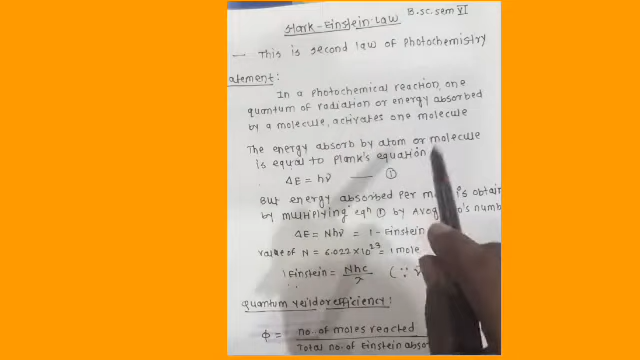 Stark-Einstein Law B.sc. sem VI
— This is second law of Photochemistry
atement:
In a Photochemical reaction, one
quantum of radiation or energy absorbed
by a molecule, activates one molecule
The energy absorb by atom or molecule
is equal to Plank's equation
ΔE = hν —— ①
But energy absorbed Per m is obtain
by multiplying eqⁿ ① by Avog o's numb
ΔE = Nhν = 1-Einstein
value of N = 6.022 × 10²³ = 1 mole
1 Einstein = Nhc/λ (∵ ν
Quantum Yeild or efficiency:
Φ = no. of moles reacted
Total no. of Einstein absor